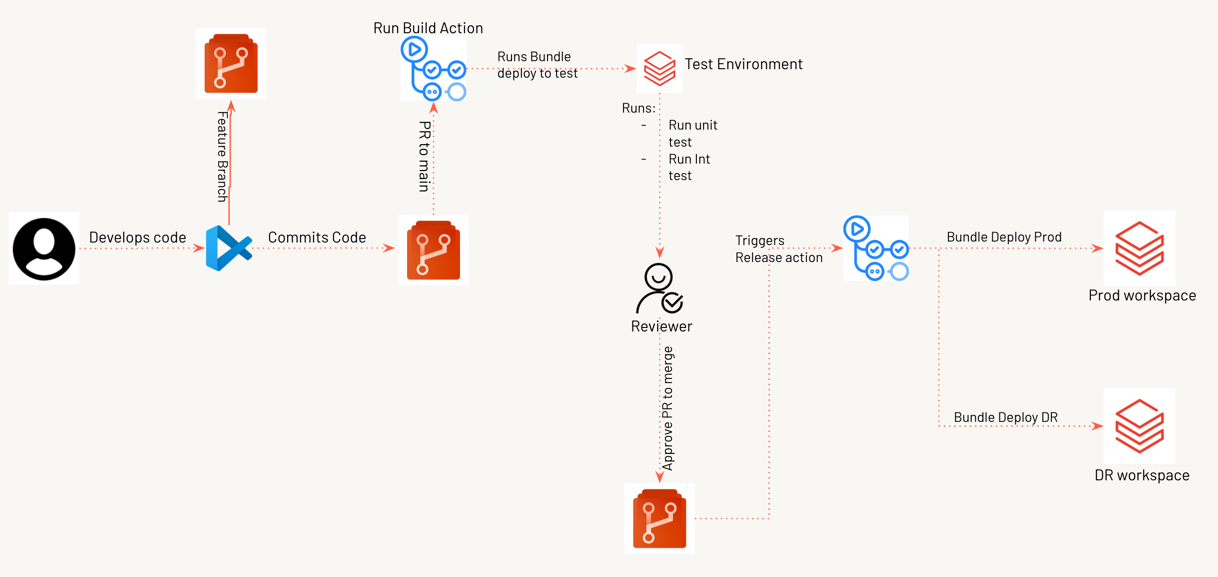 Run Build Action
Runs Bundle
deploy to test
Test Environment
Runs:
- Run unit
test
- Run Int
test
Feature Branch
PR to main
Develops code
Commits Code
Reviewer
Approve PR to merge
Triggers
Release action
Bundle Deploy Prod
Prod workspace
Bundle Deploy DR
DR workspace